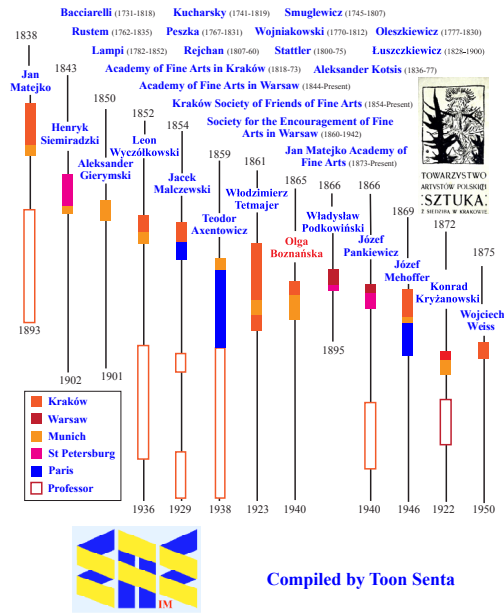 Bacciarelli (1731-1818) Kucharsky (1741-1819) Smuglewicz (1745-1807)
Rustem (1762-1835) Peszka (1767-1831) Wojniakowski (1770-1812) Oleszkiewicz (1777-1830)
Lampi (1782-1852) Rejchan (1807-60) Stattler (1800-75) Łuszczkiewicz (1828-1900)
Academy of Fine Arts in Kraków (1818-73) Aleksander Kotsis (1836-77)
Academy of Fine Arts in Warsaw (1844-Present)
Kraków Society of Friends of Fine Arts (1854-Present)
Society for the Encouragement of Fine
Arts in Warsaw (1860-1942)
Jan Matejko Academy of
Fine Arts (1873-Present)
1838
Jan
Matejko
1893
1843
Henryk
Siemiradzki
1902
1850
Aleksander
Gierymski
1901
1852
Leon
Wyczółkowski
1936
1854
Jacek
Malczewski
1929
1859
Teodor
Axentowicz
1938
1861
Włodzimierz
Tetmajer
1923
1865
Olga
Boznańska
1940
1866
Władysław
Podkowiński
1895
1866
Józef
Pankiewicz
1940
1869
Józef
Mehoffer
1946
1872
Konrad
Kryżanowski
1922
1875
Wojciech
Weiss
1950
TOWARZYSTWO
ARTYSTÓW POLSKICH
SZTUKA
Z SIEDZIBĄ W KRAKOWIE
Kraków
Warsaw
Munich
St Petersburg
Paris
Professor
IM
Compiled by Toon Senta